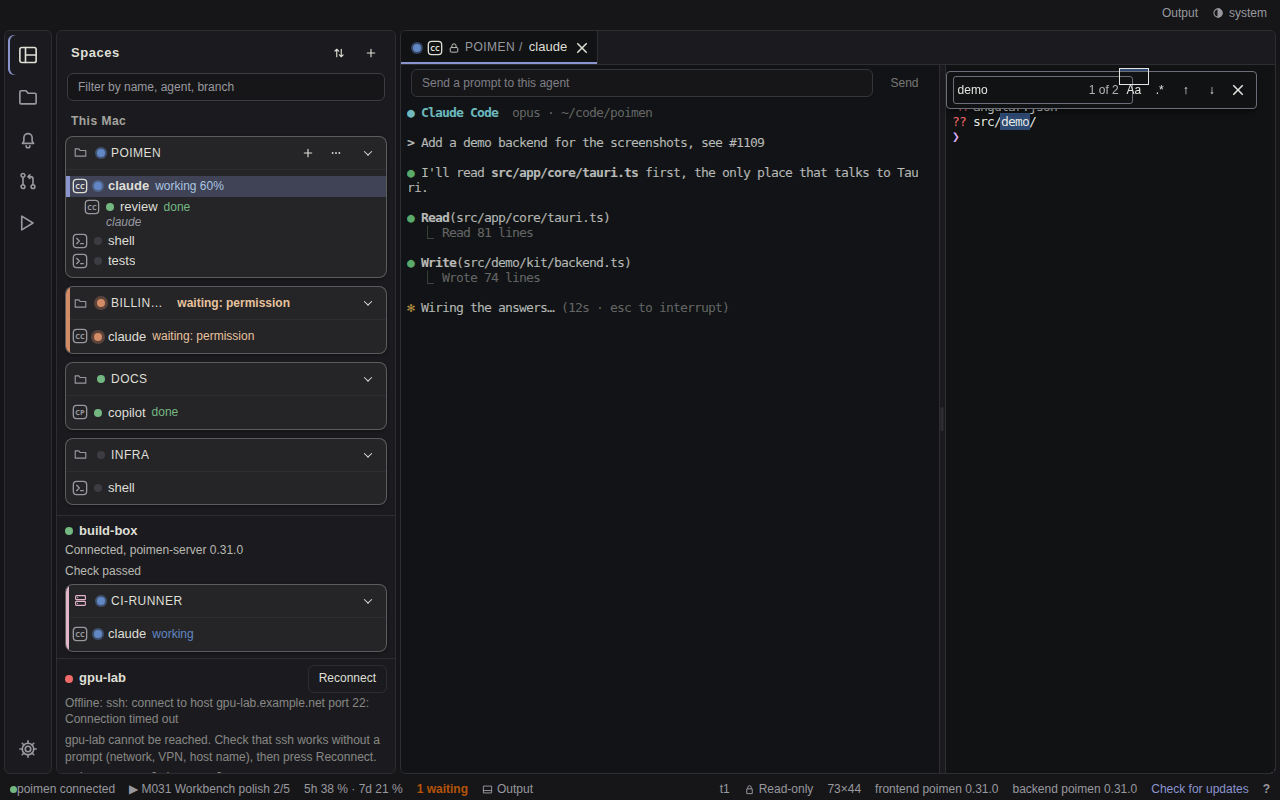 Output system
Spaces
Filter by name, agent, branch
This Mac
POIMEN
CC claude working 60%
CC review done
claude
shell
tests
BILLIN… waiting: permission
CC claude waiting: permission
DOCS
CP copilot done
INFRA
shell
build-box
Connected, poimen-server 0.31.0
Check passed
CI-RUNNER
CC claude working
gpu-lab Reconnect
Offline: ssh: connect to host gpu-lab.example.net port 22:
Connection timed out
gpu-lab cannot be reached. Check that ssh works without a
prompt (network, VPN, host name), then press Reconnect.
CC POIMEN / claude
Send a prompt to this agent Send
● Claude Code opus · ~/code/poimen
> Add a demo backend for the screenshots, see #1109
● I'll read src/app/core/tauri.ts first, the only place that talks to Tau
ri.
● Read(src/app/core/tauri.ts)
⎿ Read 81 lines
● Write(src/demo/kit/backend.ts)
⎿ Wrote 74 lines
✻ Wiring the answers… (12s · esc to interrupt)
demo 1 of 2 Aa .* ↑ ↓
?? src/demo/
❯
poimen connected ▶ M031 Workbench polish 2/5 5h 38 % · 7d 21 % 1 waiting Output t1 Read-only 73×44 frontend poimen 0.31.0 backend poimen 0.31.0 Check for updates ?